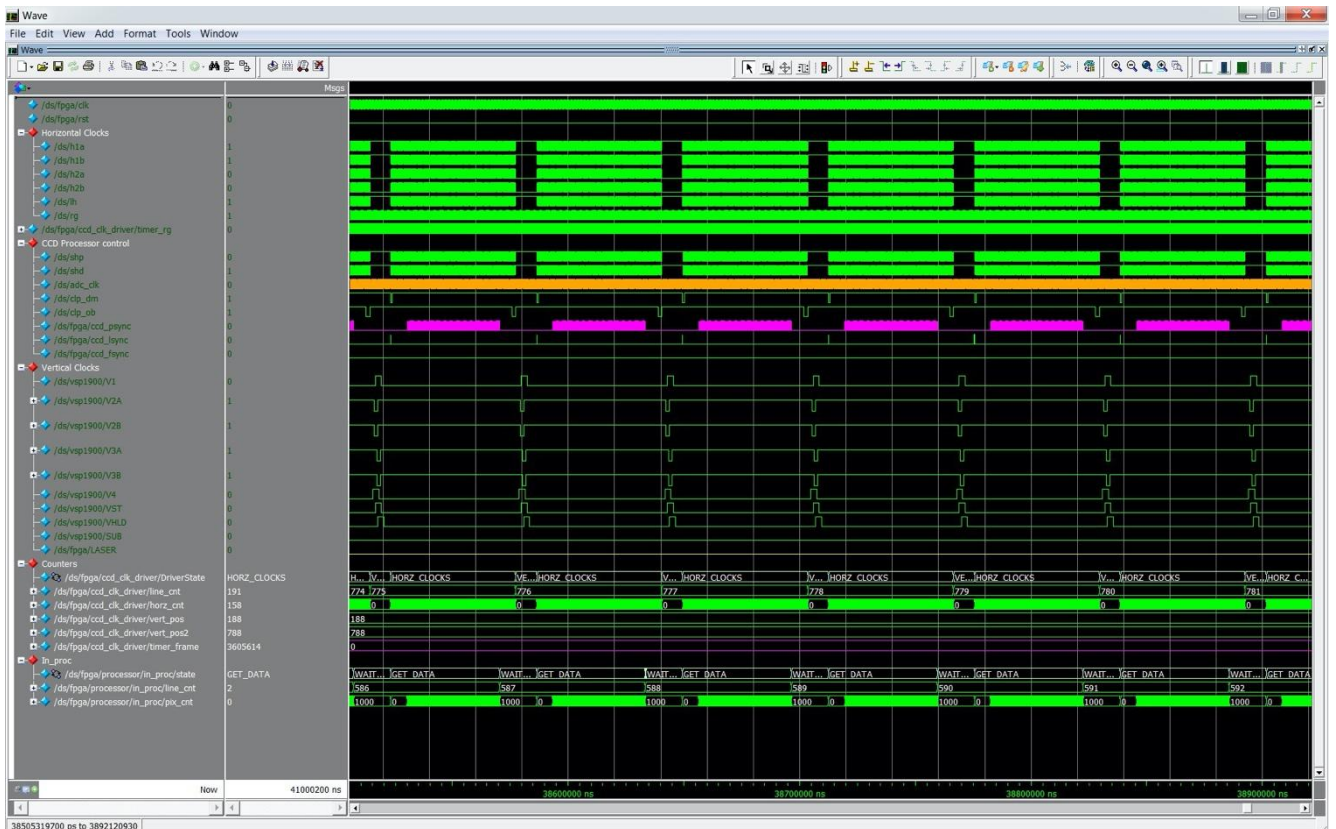 Wave
File Edit View Add Format Tools Window
Wave
Msgs
/ds/fpga/clk 0
/ds/fpga/rst 0
Horizontal Clocks
/ds/h1a 1
/ds/h1b 1
/ds/h2a 0
/ds/h2b 0
/ds/lh 1
/ds/rg 1
/ds/fpga/ccd_clk_driver/timer_rg 0
CCD Processor control
/ds/shp 0
/ds/shd 1
/ds/adc_clk 0
/ds/clp_dm 1
/ds/clp_ob 1
/ds/fpga/ccd_psync 0
/ds/fpga/ccd_lsync 0
/ds/fpga/ccd_fsync 0
Vertical Clocks
/ds/vsp1900/V1 0
/ds/vsp1900/V2A 1
/ds/vsp1900/V2B 1
/ds/vsp1900/V3A 1
/ds/vsp1900/V3B 1
/ds/vsp1900/V4 0
/ds/vsp1900/VST 0
/ds/vsp1900/VHLD 0
/ds/vsp1900/SUB 0
/ds/fpga/LASER 0
Counters
/ds/fpga/ccd_clk_driver/DriverState HORZ_CLOCKS H... V... HORZ_CLOCKS VE... HORZ_CLOCKS V... HORZ_CLOCKS V... HORZ_CLOCKS VE... HORZ_CLOCKS V... HORZ_CLOCKS VE... HORZ_C...
/ds/fpga/ccd_clk_driver/line_cnt 191 774 775 776 777 778 779 780 781
/ds/fpga/ccd_clk_driver/horz_cnt 158 0 0 0 0 0 0 0
/ds/fpga/ccd_clk_driver/vert_pos 188 188
/ds/fpga/ccd_clk_driver/vert_pos2 788 788
/ds/fpga/ccd_clk_driver/timer_frame 3605614 0
In_proc
/ds/fpga/processor/in_proc/state GET_DATA WAIT... GET_DATA WAIT... GET_DATA WAIT... GET_DATA WAIT... GET_DATA WAIT... GET_DATA WAIT... GET_DATA WAIT... GET_DATA
/ds/fpga/processor/in_proc/line_cnt 2 586 587 588 589 590 591 592
/ds/fpga/processor/in_proc/pix_cnt 0 1000 0 1000 0 1000 0 1000 0 1000 0 1000 0 1000 0
Now 41000200 ns 38600000 ns 38700000 ns 38800000 ns 38900000 ns
38505319700 ps to 3892120930